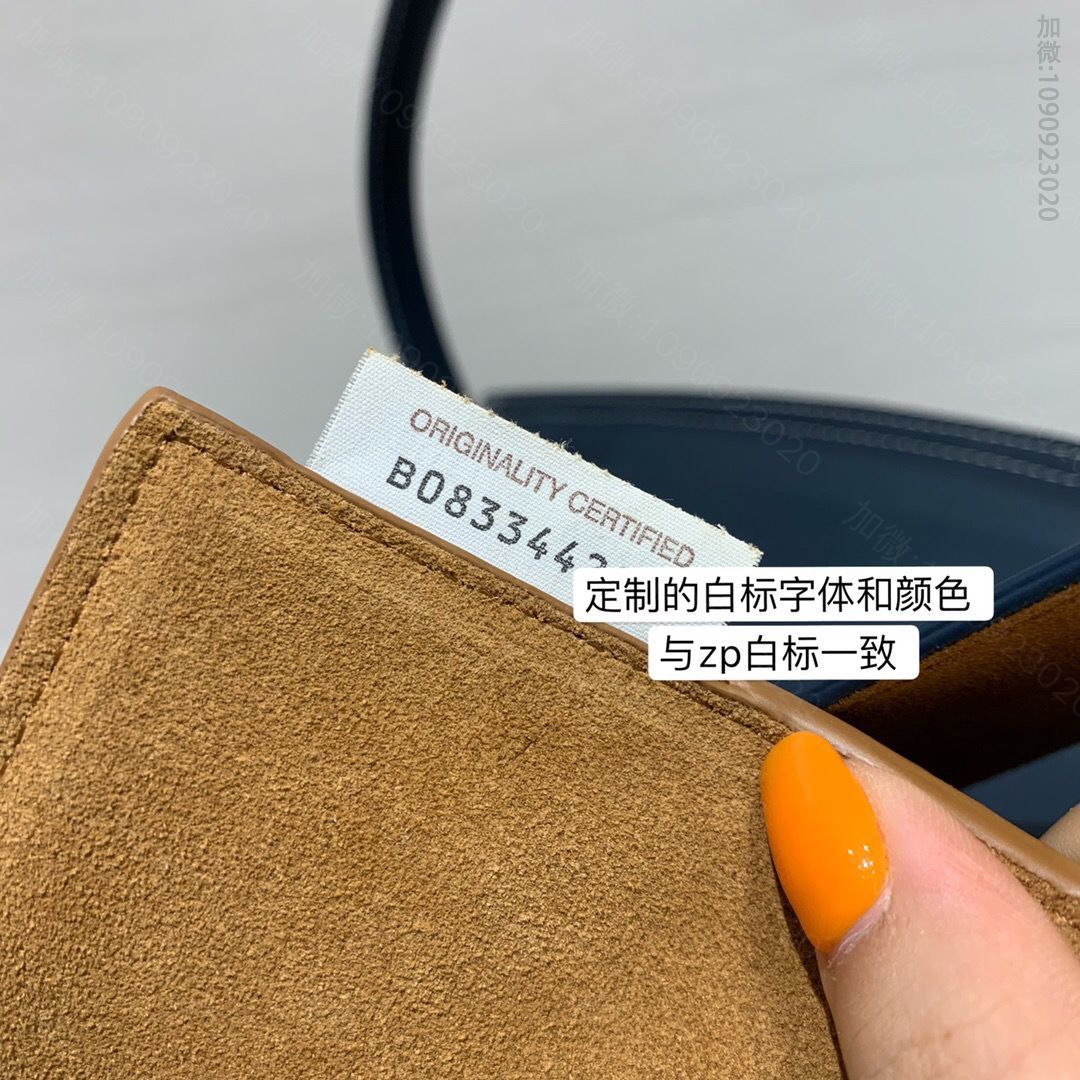 加微:1090923020
ORIGINALITY CERTIFIED
B0833442
定制的白标字体和颜色
与zp白标一致